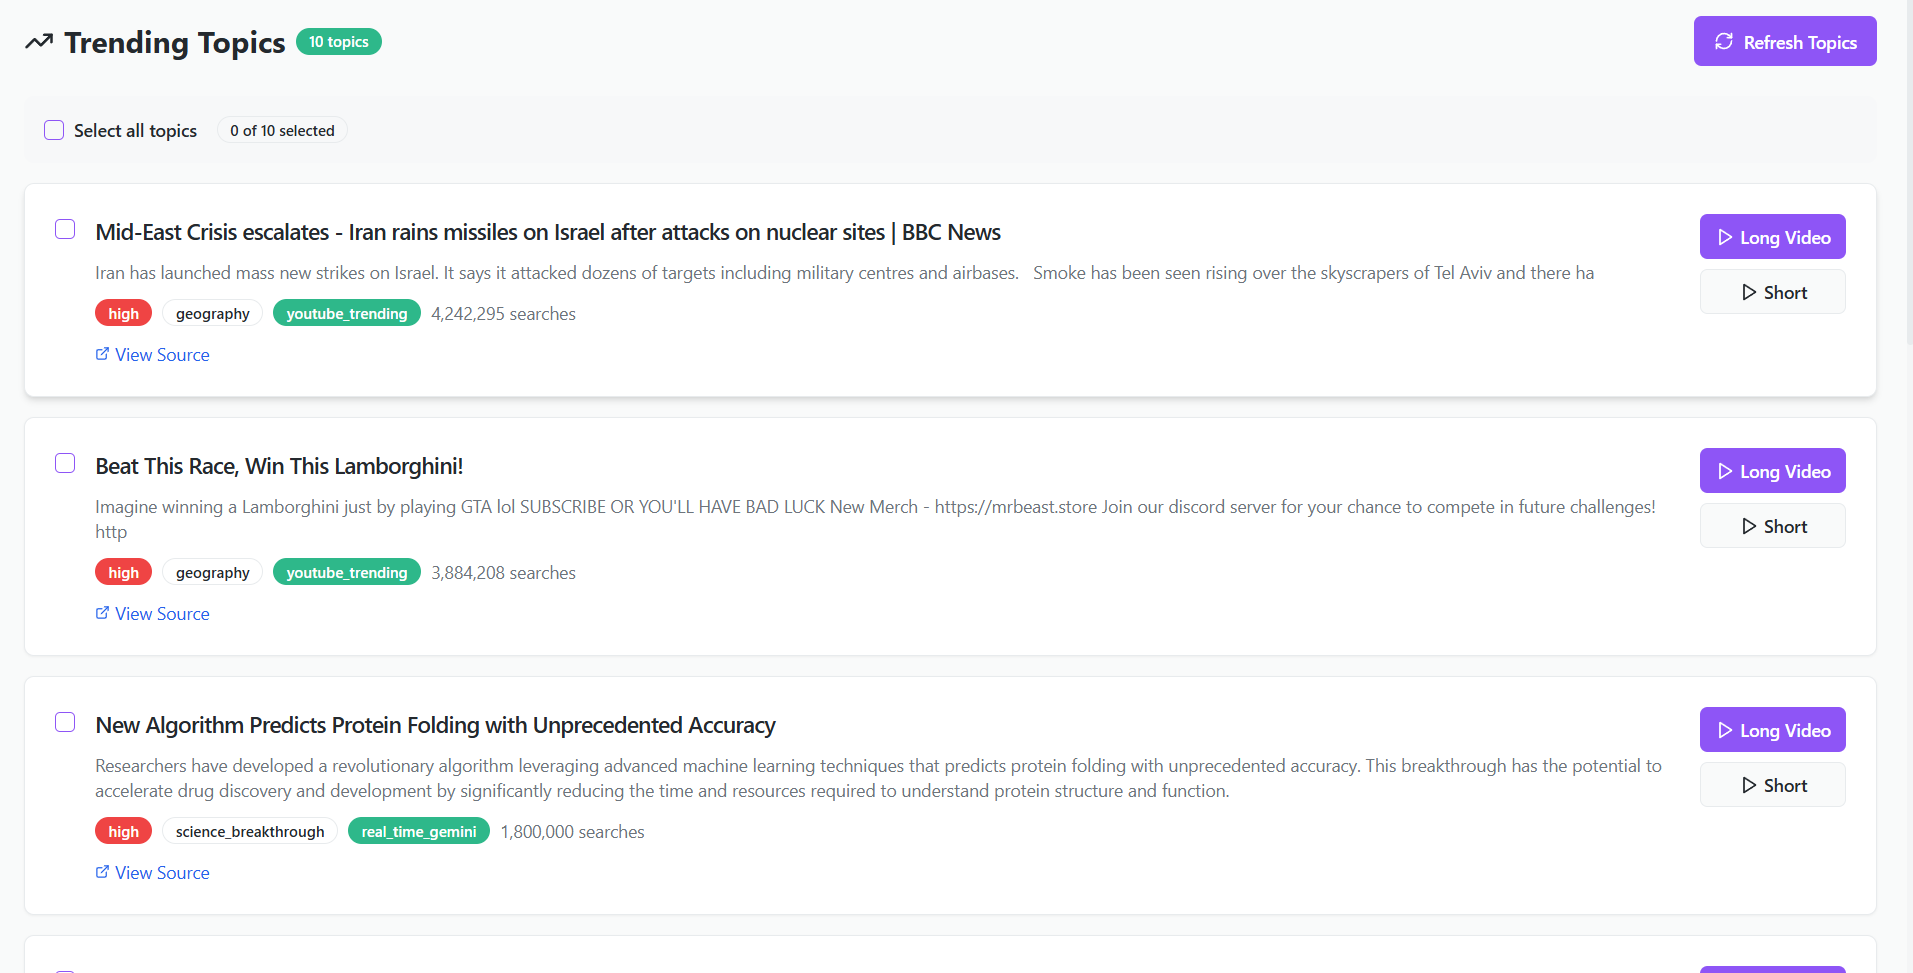 Trending Topics 10 topics
Refresh Topics
Select all topics 0 of 10 selected
Mid-East Crisis escalates - Iran rains missiles on Israel after attacks on nuclear sites | BBC News
Iran has launched mass new strikes on Israel. It says it attacked dozens of targets including military centres and airbases.   Smoke has been seen rising over the skyscrapers of Tel Aviv and there ha
high geography youtube_trending 4,242,295 searches
View Source
Long Video
Short
Beat This Race, Win This Lamborghini!
Imagine winning a Lamborghini just by playing GTA lol SUBSCRIBE OR YOU'LL HAVE BAD LUCK New Merch - https://mrbeast.store Join our discord server for your chance to compete in future challenges!
http
high geography youtube_trending 3,884,208 searches
View Source
Long Video
Short
New Algorithm Predicts Protein Folding with Unprecedented Accuracy
Researchers have developed a revolutionary algorithm leveraging advanced machine learning techniques that predicts protein folding with unprecedented accuracy. This breakthrough has the potential to
accelerate drug discovery and development by significantly reducing the time and resources required to understand protein structure and function.
high science_breakthrough real_time_gemini 1,800,000 searches
View Source
Long Video
Short